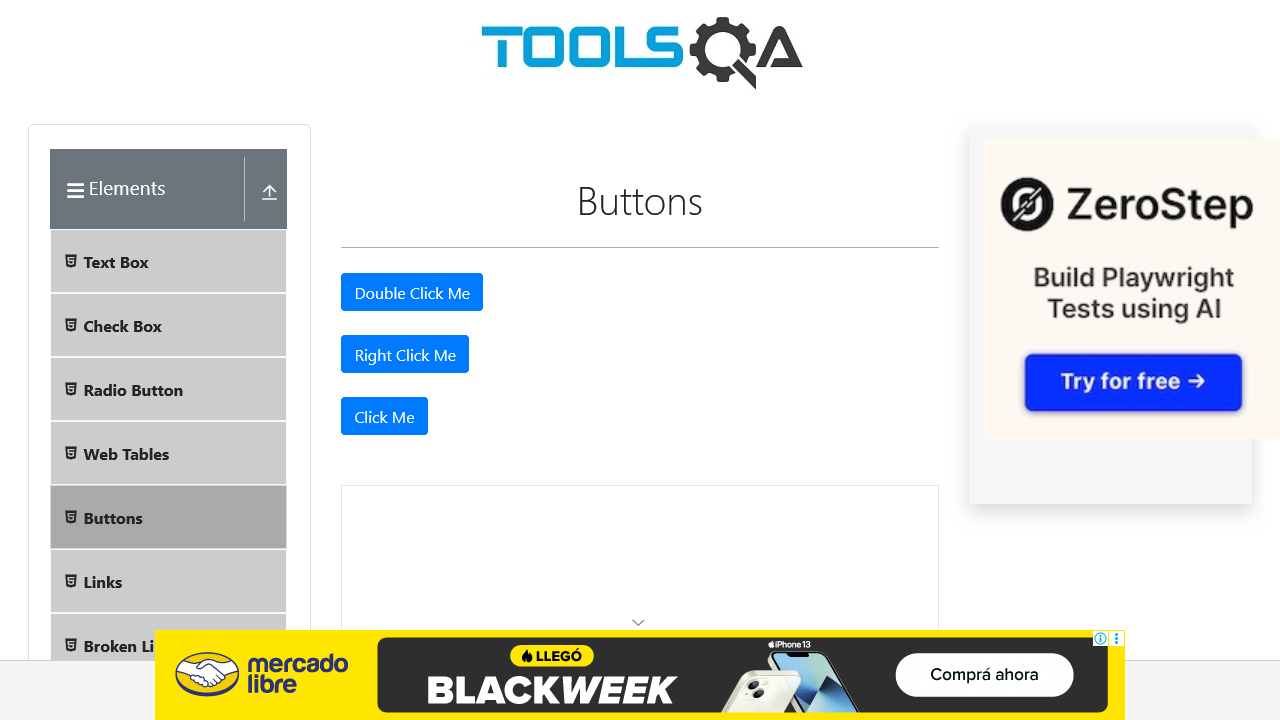 TOOLSQA
Elements
Text Box
Check Box
Radio Button
Web Tables
Buttons
Links
Broken Li
Buttons
Double Click Me
Right Click Me
Click Me
ZeroStep
Build Playwright
Tests using AI
Try for free →
mercado
libre
LLEGÓ
BLACKWEEK
iPhone 13
Comprá ahora